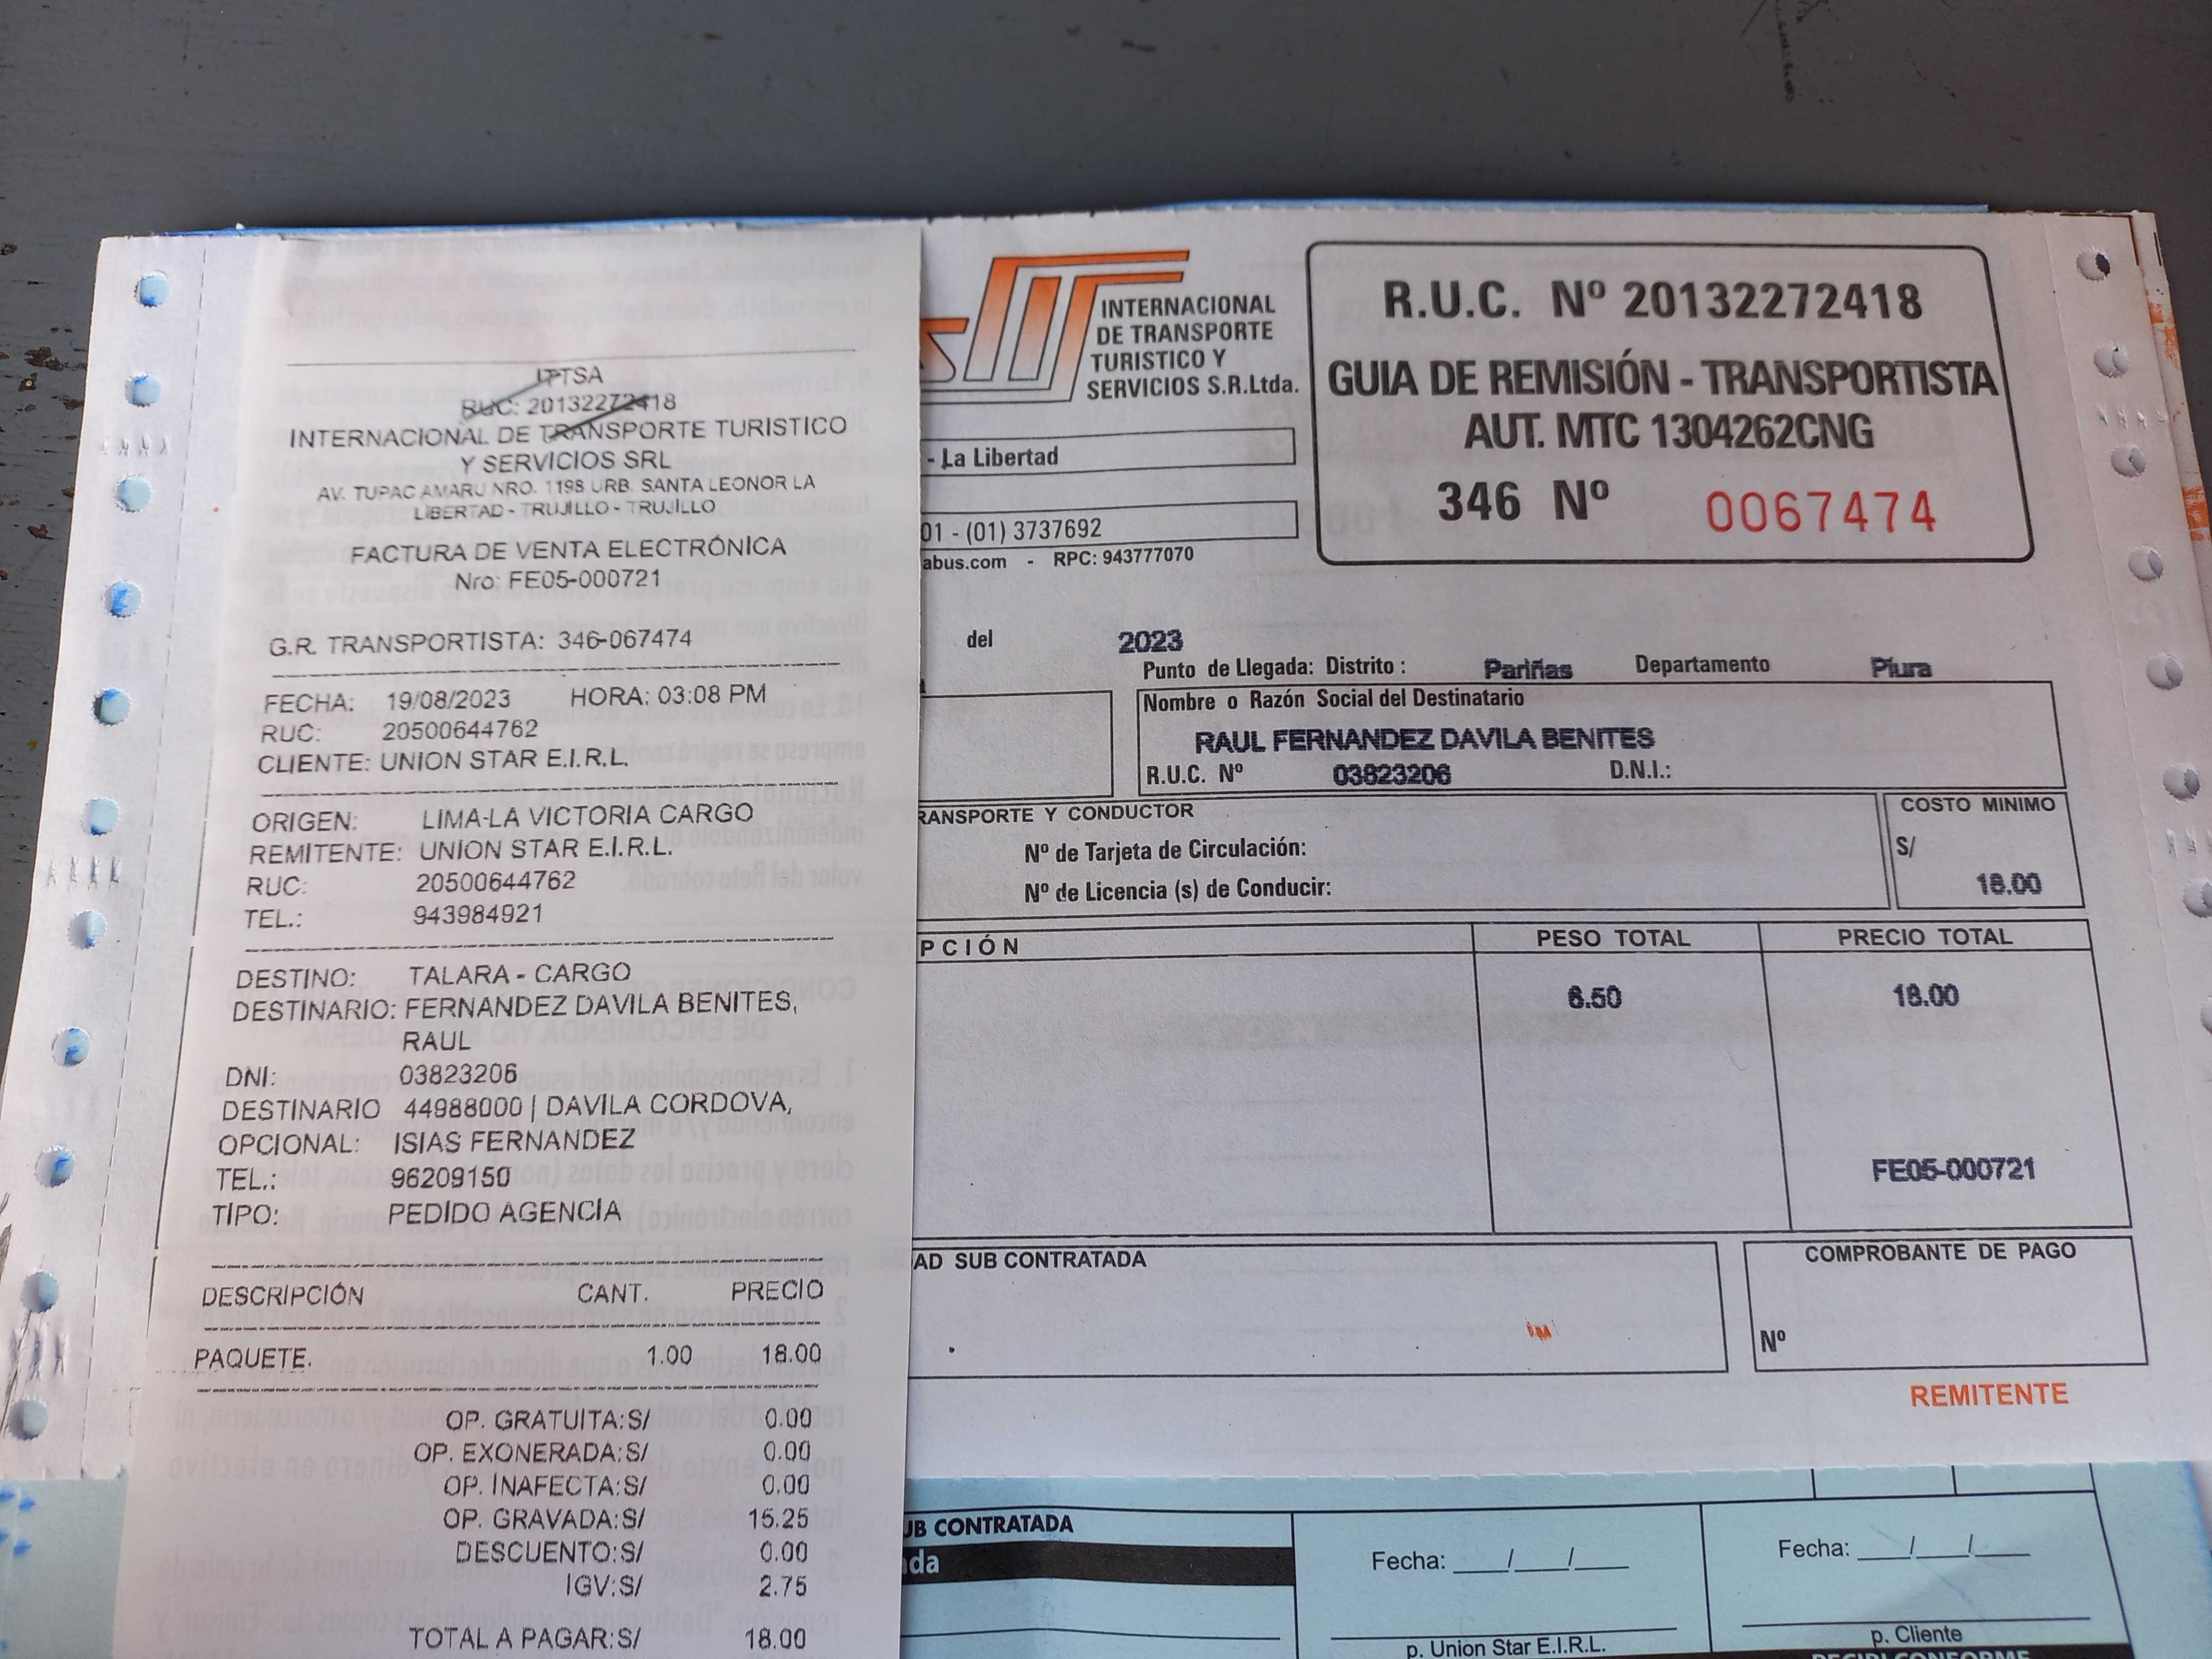 ITTSA
RUC: 20132272418
INTERNACIONAL DE TRANSPORTE TURISTICO
Y SERVICIOS SRL
AV. TUPAC AMARU NRO. 1198 URB. SANTA LEONOR LA
LIBERTAD - TRUJILLO - TRUJILLO
FACTURA DE VENTA ELECTRÓNICA
Nro: FE05-000721
G.R. TRANSPORTISTA: 346-067474
FECHA: 19/08/2023 HORA: 03:08 PM
RUC: 20500644762
CLIENTE: UNION STAR E.I.R.L.
ORIGEN: LIMA-LA VICTORIA CARGO
REMITENTE: UNION STAR E.I.R.L.
RUC: 20500644762
TEL.: 943984921
DESTINO: TALARA - CARGO
DESTINARIO: FERNANDEZ DAVILA BENITES,
RAUL
DNI: 03823206
DESTINARIO 44988000 | DAVILA CORDOVA,
OPCIONAL: ISIAS FERNANDEZ
TEL.: 96209150
TIPO: PEDIDO AGENCIA
DESCRIPCIÓN CANT. PRECIO
PAQUETE. 1.00 18.00
OP. GRATUITA:S/ 0.00
OP. EXONERADA:S/ 0.00
OP. INAFECTA:S/ 0.00
OP. GRAVADA:S/ 15.25
DESCUENTO:S/ 0.00
IGV:S/ 2.75
TOTAL A PAGAR:S/ 18.00
INTERNACIONAL
DE TRANSPORTE
TURISTICO Y
SERVICIOS S.R.Ltda.
- La Libertad
01 - (01) 3737692
abus.com - RPC: 943777070
R.U.C. Nº 20132272418
GUIA DE REMISIÓN - TRANSPORTISTA
AUT. MTC 1304262CNG
346 Nº 0067474
del 2023
Punto de Llegada: Distrito : Pariñas Departamento Piura
Nombre o Razón Social del Destinatario
RAUL FERNANDEZ DAVILA BENITES
R.U.C. Nº 03823206 D.N.I.:
RANSPORTE Y CONDUCTOR
Nº de Tarjeta de Circulación:
Nº de Licencia (s) de Conducir:
COSTO MINIMO
S/
18.00
PCIÓN PESO TOTAL PRECIO TOTAL
6.50 18.00
FE05-000721
AD SUB CONTRATADA
COMPROBANTE DE PAGO
Nº
REMITENTE
UB CONTRATADA
da
Fecha: ___/___/___
p. Union Star E.I.R.L.
Fecha: ___/___/___
p. Cliente